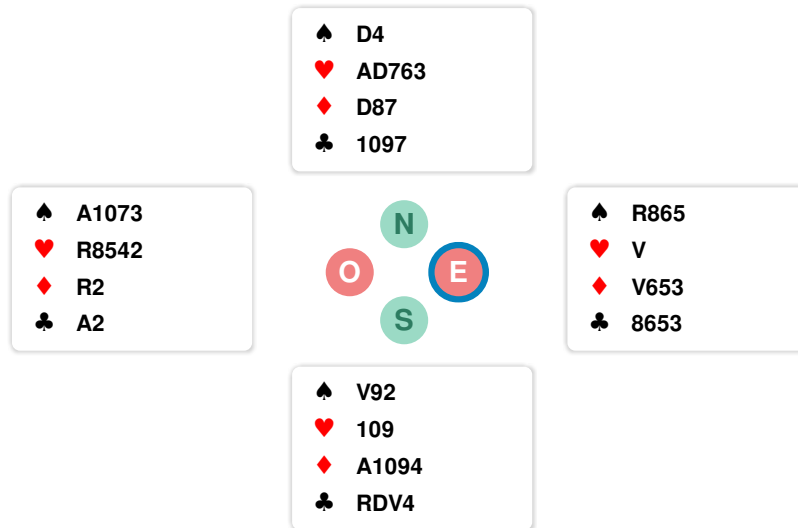 ♠ D4
♥ AD763
♦ D87
♣ 1097
♠ A1073
♥ R8542
♦ R2
♣ A2
N
O
E
S
♠ R865
♥ V
♦ V653
♣ 8653
♠ V92
♥ 109
♦ A1094
♣ RDV4